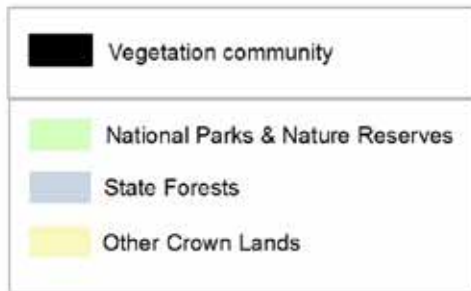 Vegetation community
National Parks & Nature Reserves
State Forests
Other Crown Lands